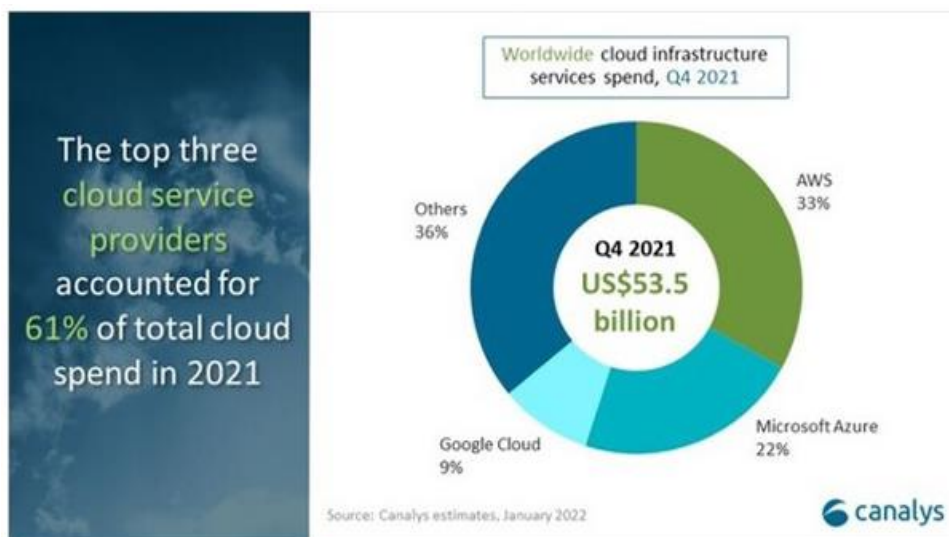 The top three
cloud service
providers
accounted for
61% of total cloud
spend in 2021
Worldwide cloud infrastructure
services spend, Q4 2021
Others
36%
AWS
33%
Q4 2021
US$53.5
billion
Google Cloud
9%
Microsoft Azure
22%
Source: Canalys estimates, January 2022
canalys